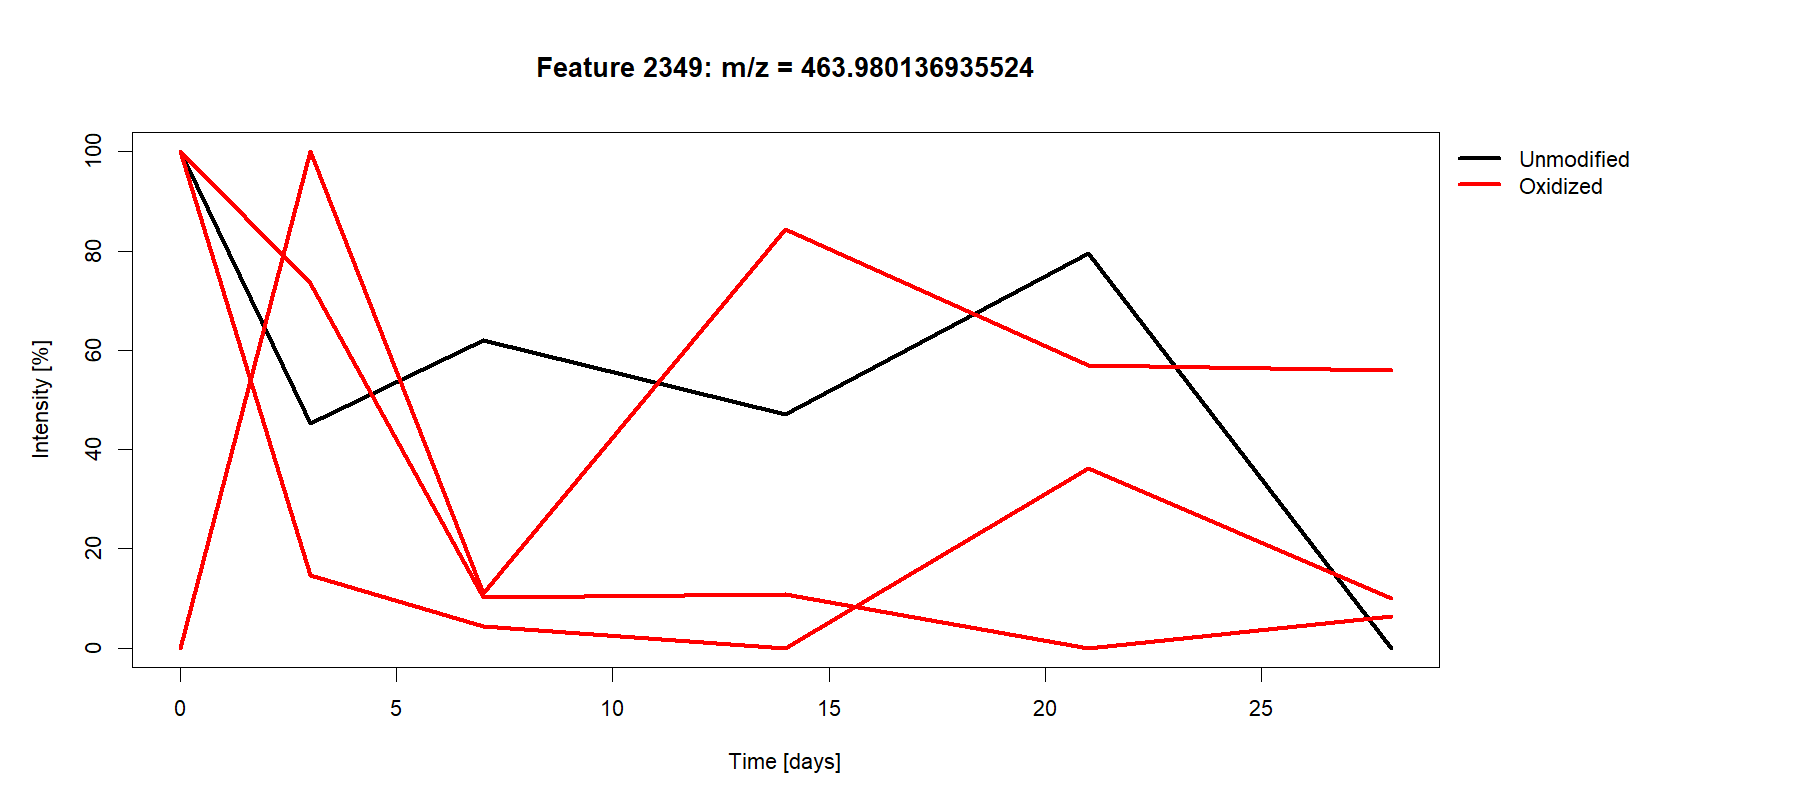 Feature 2349: m/z = 463.980136935524
Unmodified
Oxidized
Intensity [%]
100
80
60
40
20
0
0 5 10 15 20 25
Time [days]